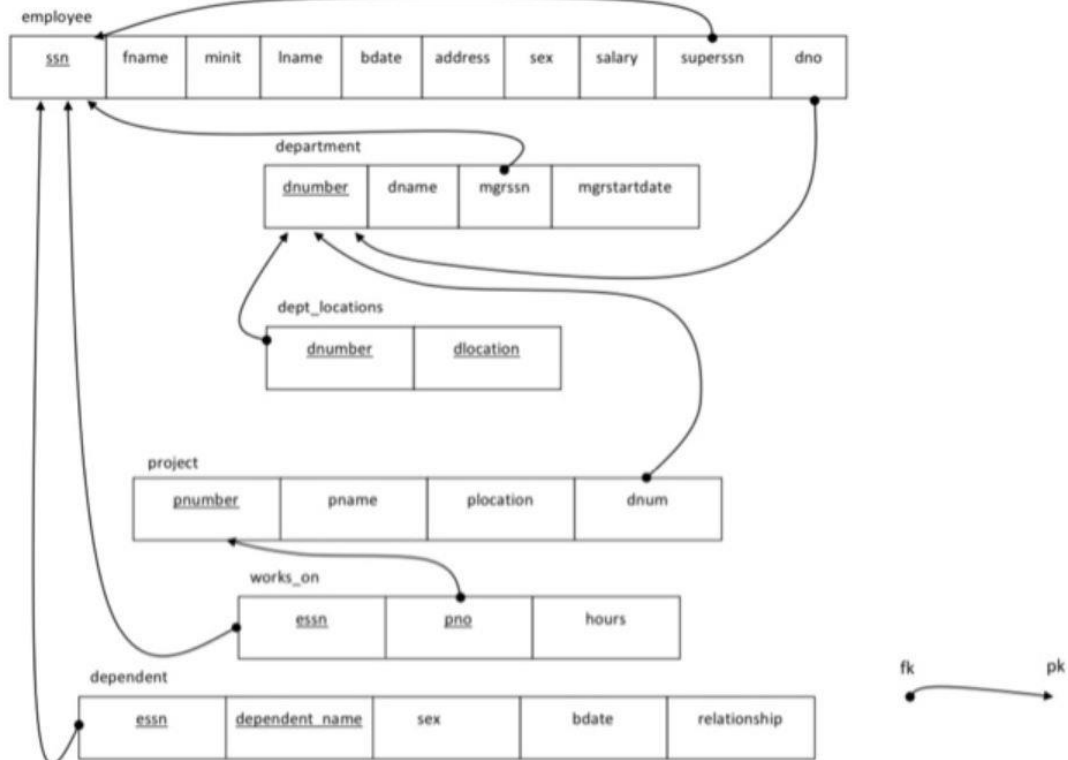 employee
ssn fname minit lname bdate address sex salary superssn dno
department
dnumber dname mgrssn mgrstartdate
dept_locations
dnumber dlocation
project
pnumber pname plocation dnum
works_on
essn pno hours
fk pk
dependent
essn dependent_name sex bdate relationship